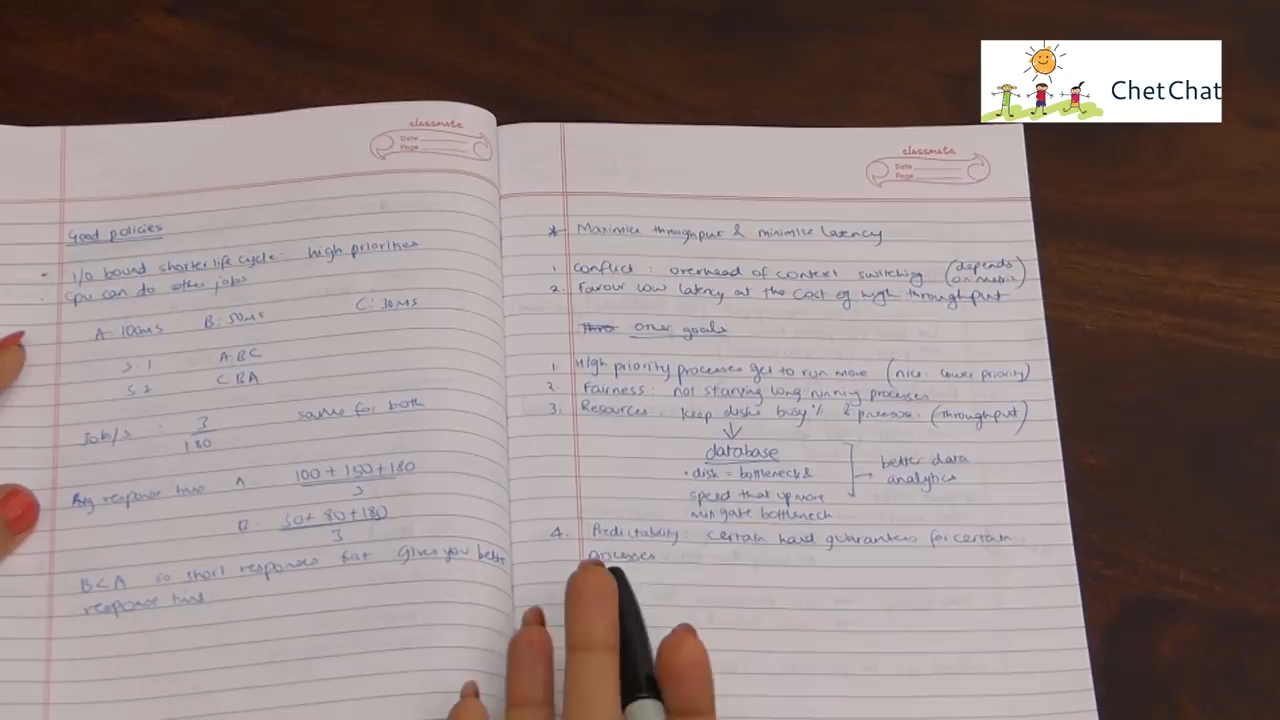 ChetChat
classmate
Date
Page
Good policies
I/O bound shorter life cycle: high priorities
Cpu can do other jobs
A: 100ms B: 50ms C: 30ms
S 1 ABC
S 2 CBA
Job/s : 3 same for both
180
Avg response time A. 100 + 150 + 180
3
B. 30 + 80 + 180
3
B < A so short responses first Gives you better
response time
classmate
Date
Page
* Maximize throughput & minimize latency
1. Conflict: overhead of context switching (depends on metric)
2. Favour low latency at the cost of high throughput
other goals
1. High priority processes get to run more (nice: lower priority)
2. Fairness: not starving long running processes
3. Resources: keep disks busy (throughput)
database
• disk = bottleneck &
speed that up more
mitigate bottleneck
better data
analytics
4. Predictability: certain hard guarantees for certain
processes